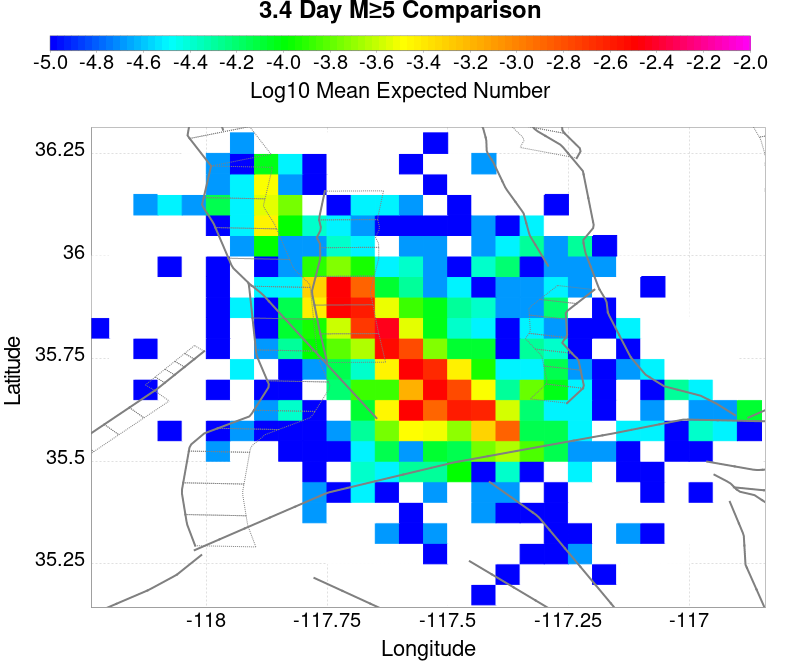 3.4 Day M≥5 Comparison
-5.0 -4.8 -4.6 -4.4 -4.2 -4.0 -3.8 -3.6 -3.4 -3.2 -3.0 -2.8 -2.6 -2.4 -2.2 -2.0
Log10 Mean Expected Number
36.25
36
35.75
35.5
35.25
Latitude
-118 -117.75 -117.5 -117.25 -117
Longitude